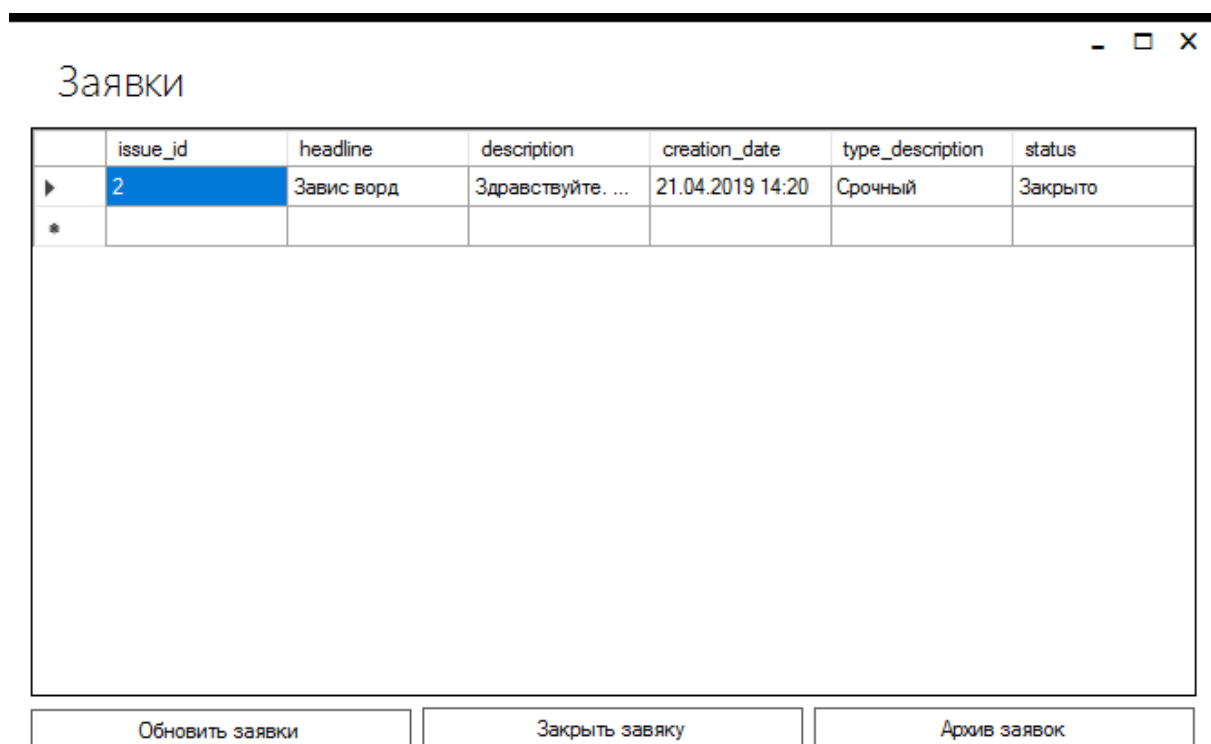 Заявки
issue_id headline description creation_date type_description status
2 Завис ворд Здравствуйте. ... 21.04.2019 14:20 Срочный Закрыто
Обновить заявки Закрыть завяку Архив заявок